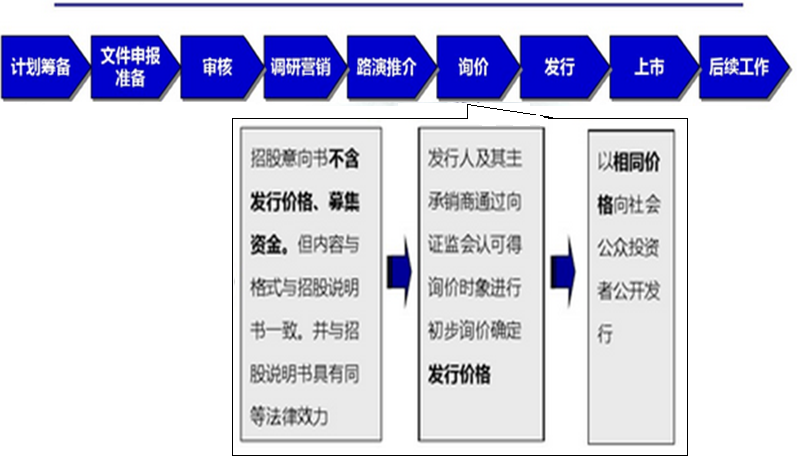 计划筹备
文件申报
准备
审核
调研营销
路演推介
询价
发行
上市
后续工作
招股意向书不含
发行价格、募集
资金。但内容与
格式与招股说明
书一致。并与招
股说明书具有同
等法律效力
发行人及其主
承销商通过向
证监会认可得
询价时象进行
初步询价确定
发行价格
以相同价
格向社会
公众投资
者公开发
行